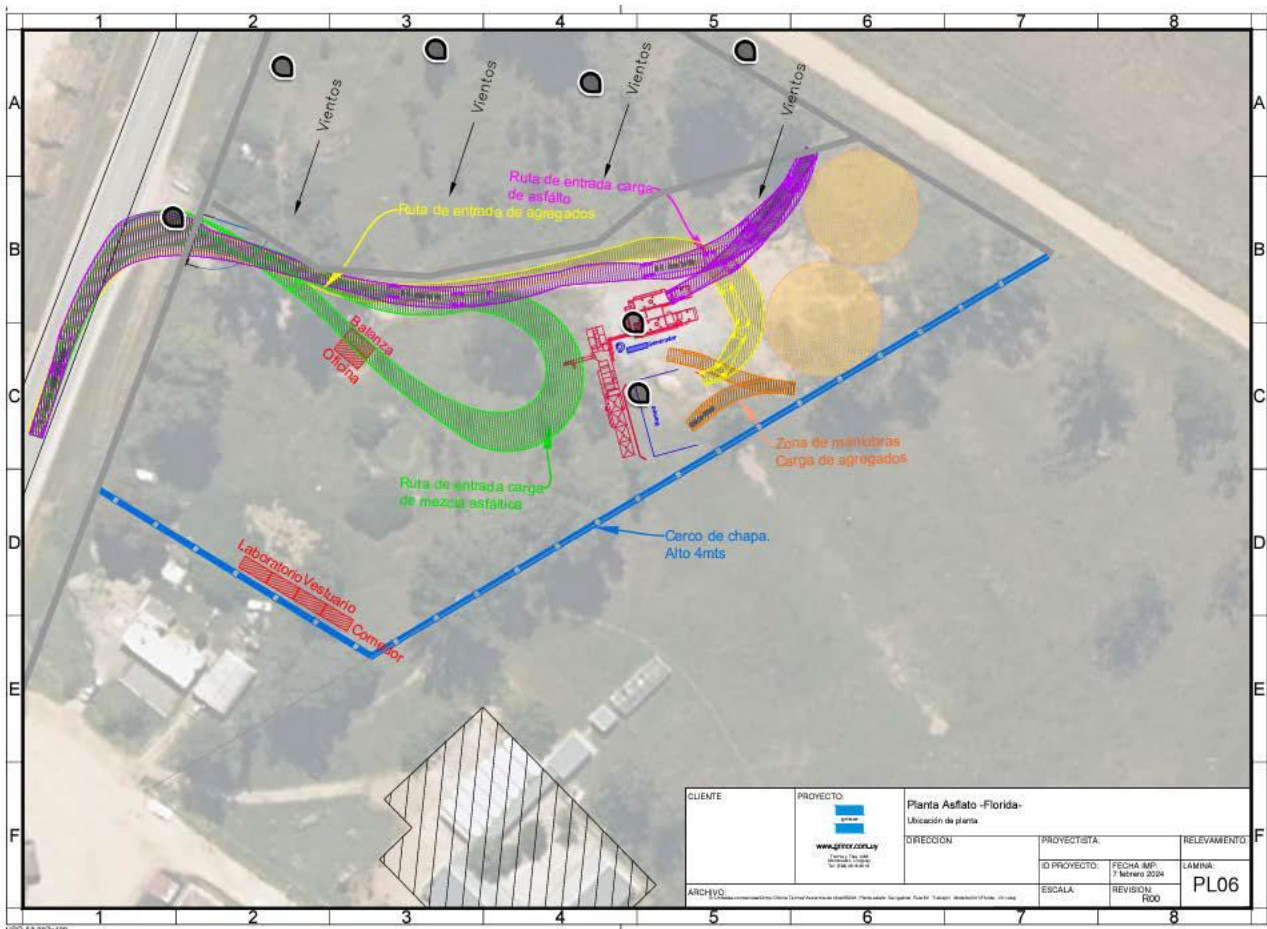 1 2 3 4 5 6 7 8
A A
B B
C C
D D
E E
F F
Vientos
Vientos
Vientos
Vientos
Ruta de entrada carga
de asfálto
Ruta de entrada de agregados
Balanza
Oficina
Generador
Zona de maniobras
Carga de agregados
Ruta de entrada carga
de mezcla asfáltica
Cerco de chapa.
Alto 4mts
Laboratorio Vestuario
Comedor
CLIENTE
PROYECTO:
grinor
www.grinor.com.uy
Planta Asflato -Florida-
Ubicación de planta
DIRECCION
PROYECTISTA:
RELEVAMIENTO:
ID PROYECTO:
FECHA IMP:
7 febrero 2024
LAMINA:
PL06
ARCHIVO:
ESCALA:
REVISION:
R00
1 2 3 4 5 6 7 8